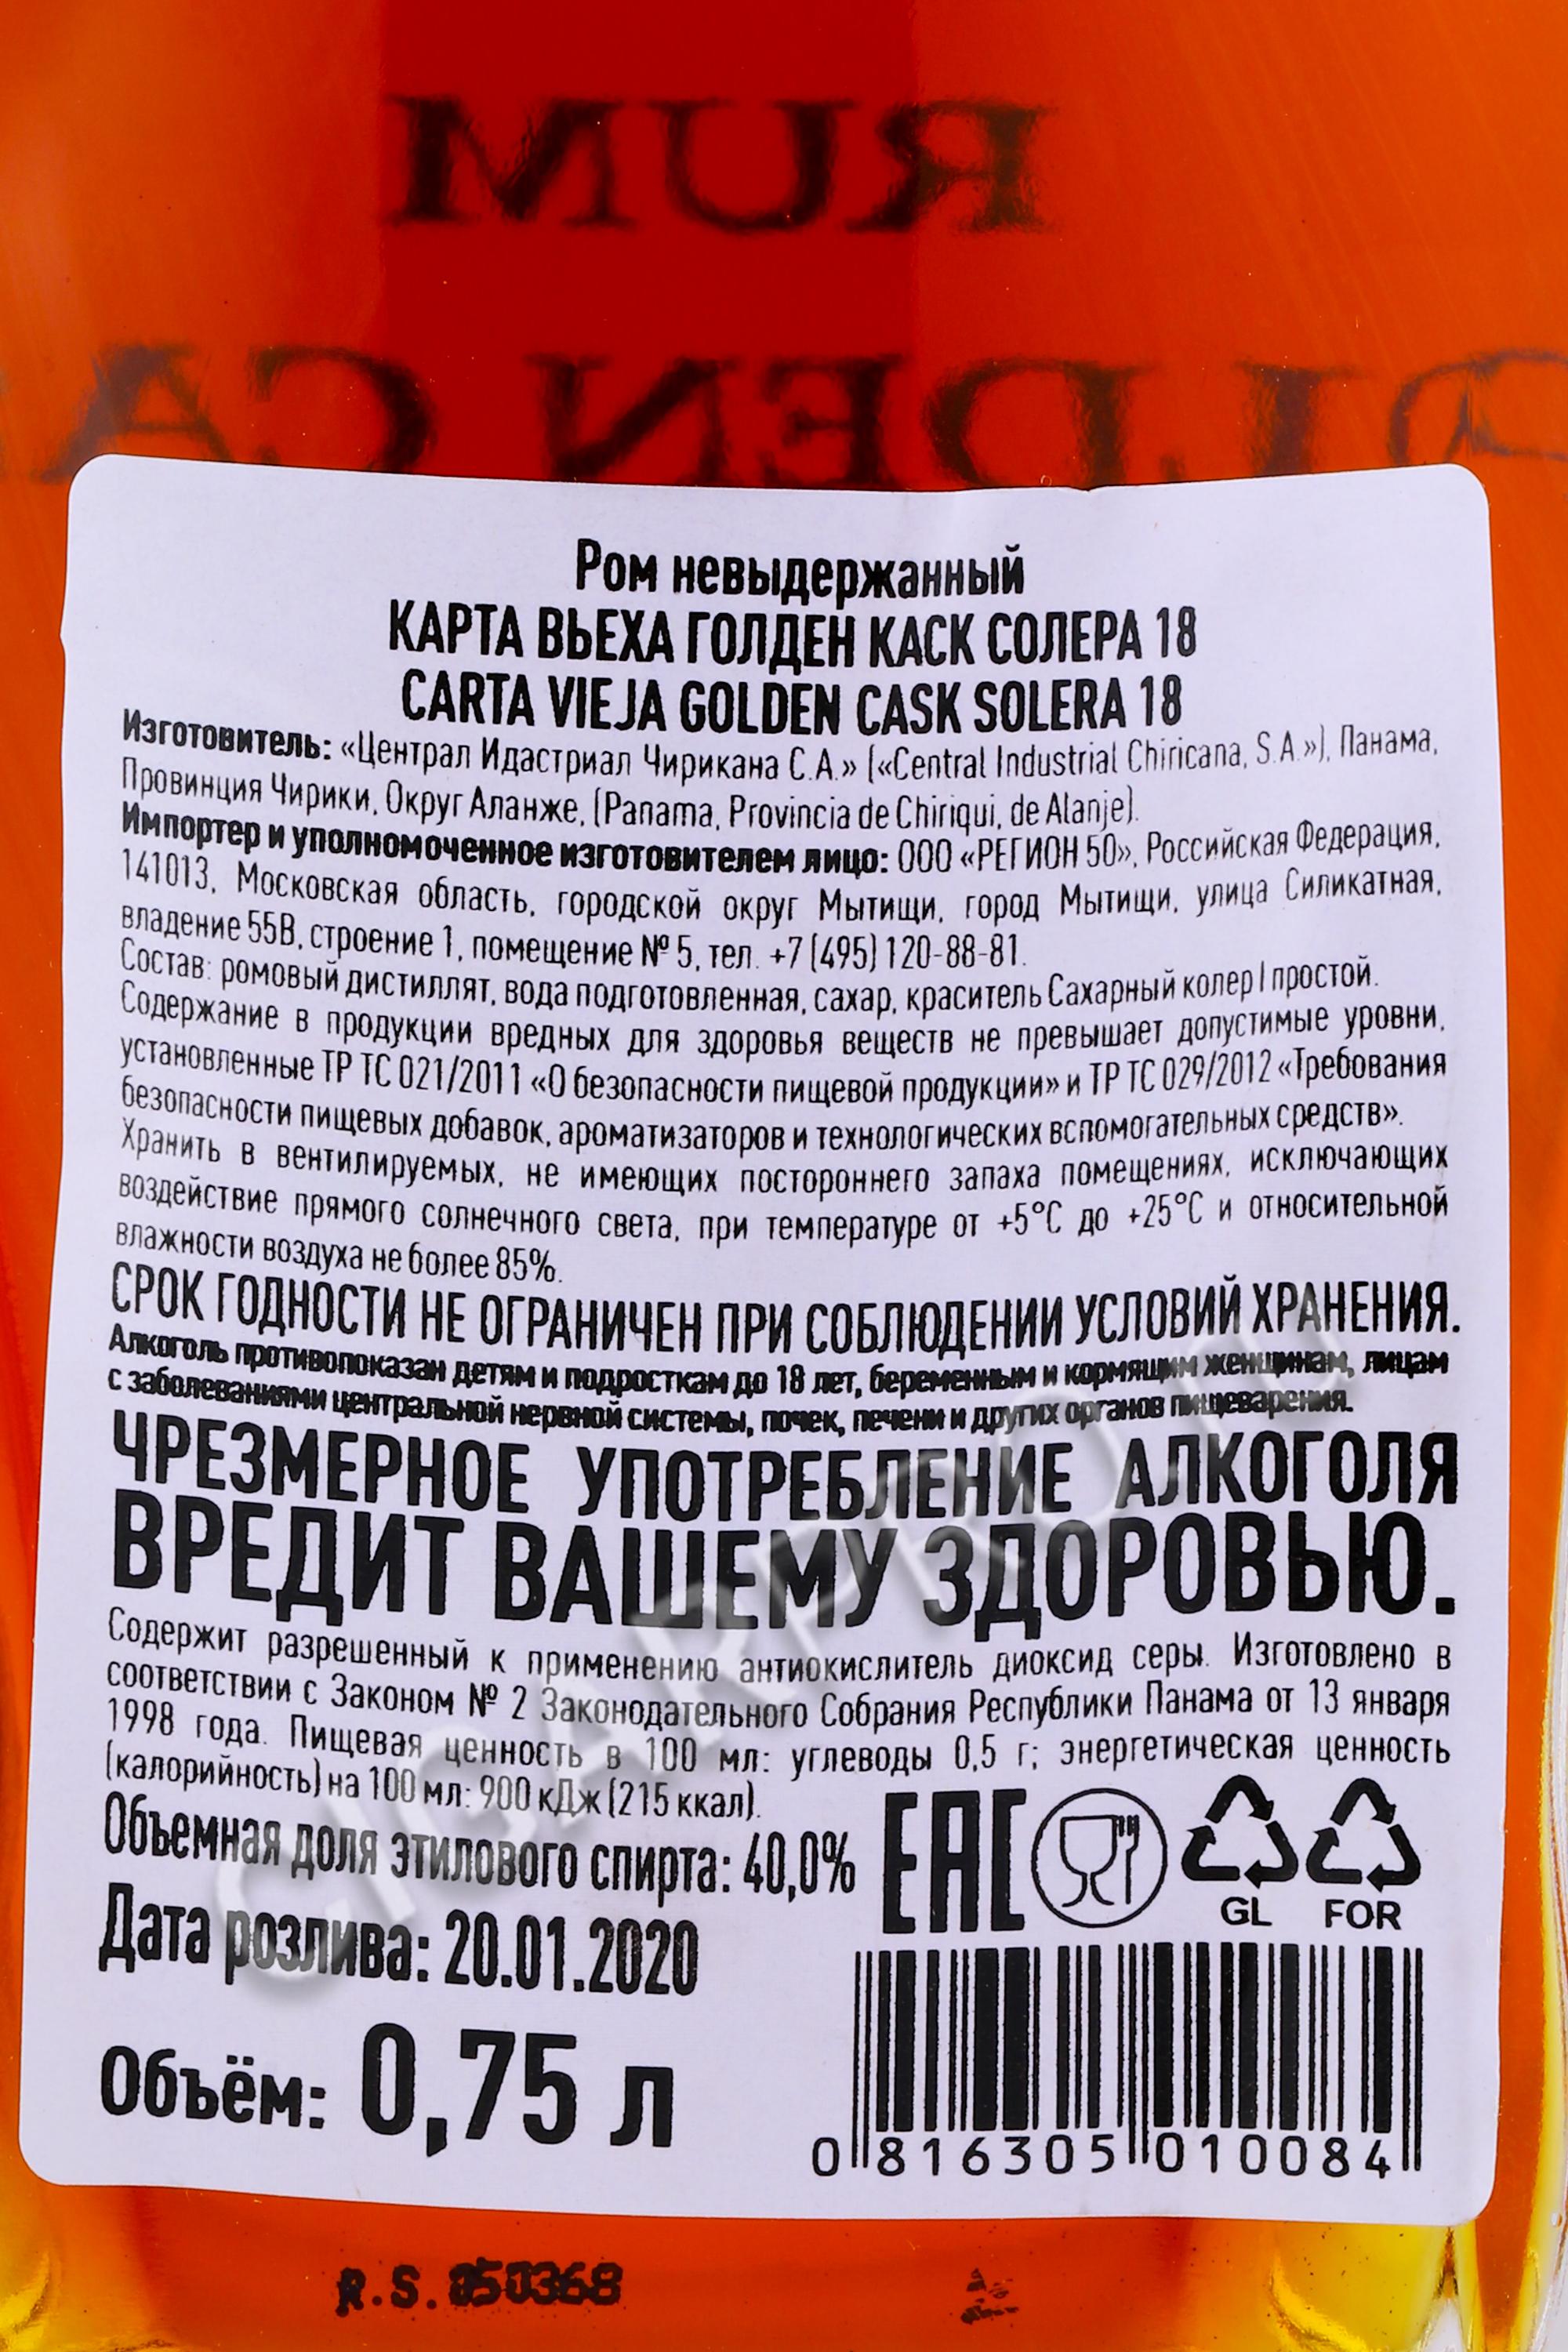 RUM
LDEN CA
Ром невыдержанный
КАРТА ВЬЕХА ГОЛДЕН КАСК СОЛЕРА 18
CARTA VIEJA GOLDEN CASK SOLERA 18
Изготовитель: «Централ Идастриал Чирикана С.А.» («Central Industrial Chiricana, S.A.»), Панама,
Провинция Чирики, Округ Аланже, (Panama, Provincia de Chiriqui, de Alanje).
Импортер и уполномоченное изготовителем лицо: ООО «РЕГИОН 50», Российская Федерация,
141013, Московская область, городской округ Мытищи, город Мытищи, улица Силикатная,
владение 55В, строение 1, помещение № 5, тел. +7 (495) 120-88-81.
Состав: ромовый дистиллят, вода подготовленная, сахар, краситель Сахарный колер I простой.
Содержание в продукции вредных для здоровья веществ не превышает допустимые уровни,
установленные ТР ТС 021/2011 «О безопасности пищевой продукции» и ТР ТС 029/2012 «Требования
безопасности пищевых добавок, ароматизаторов и технологических вспомогательных средств».
Хранить в вентилируемых, не имеющих постороннего запаха помещениях, исключающих
воздействие прямого солнечного света, при температуре от +5°С до +25°С и относительной
влажности воздуха не более 85%.
СРОК ГОДНОСТИ НЕ ОГРАНИЧЕН ПРИ СОБЛЮДЕНИИ УСЛОВИЙ ХРАНЕНИЯ.
Алкоголь противопоказан детям и подросткам до 18 лет, беременным и кормящим женщинам, лицам
с заболеваниями центральной нервной системы, почек, печени и других органов пищеварения.
ЧРЕЗМЕРНОЕ УПОТРЕБЛЕНИЕ АЛКОГОЛЯ
ВРЕДИТ ВАШЕМУ ЗДОРОВЬЮ.
Содержит разрешенный к применению антиокислитель диоксид серы. Изготовлено в
соответствии с Законом № 2 Законодательного Собрания Республики Панама от 13 января
1998 года. Пищевая ценность в 100 мл: углеводы 0,5 г; энергетическая ценность
(калорийность) на 100 мл: 900 кДж (215 ккал).
Объемная доля этилового спирта: 40,0%
EAC
GL FOR
Дата розлива: 20.01.2020
Объём: 0,75 л
0 816305 010084
R.S.
CIGARPRO.RU